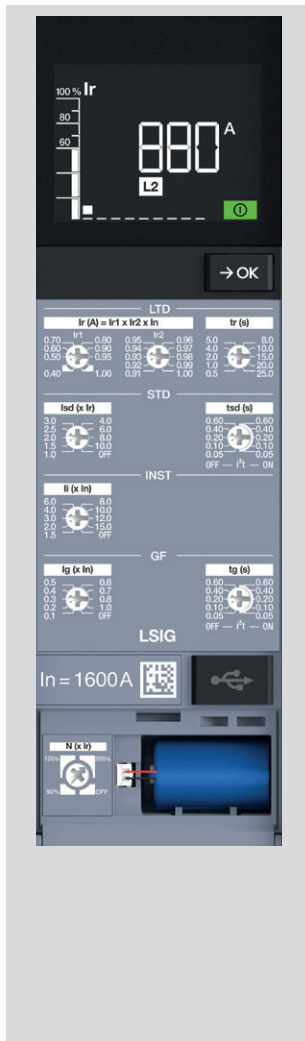 100 % Ir
80
60
880 A
L2
→OK
LTD
Ir (A) = Ir1 x Ir2 x In
tr (s)
Ir1 Ir2
0.70 0.80 0.95 0.96 5.0 8.0
0.60 0.90 0.94 0.97 4.0 10.0
0.50 0.95 0.93 0.98 2.0 15.0
0.92 0.99 1.0 20.0
0.40 1.00 0.91 1.00 0.5 25.0
STD
Isd (x Ir) tsd (s)
3.0 4.0 0.60 0.60
2.5 6.0 0.40 0.40
2.0 8.0 0.20 0.20
1.5 10.0 0.10 0.10
1.0 OFF 0.05 0.05
OFF — i²t — ON
INST
Ii (x In)
6.0 8.0
4.0 10.0
3.0 12.0
2.0 15.0
1.5 OFF
GF
Ig (x In) tg (s)
0.5 0.6 0.60 0.60
0.4 0.7 0.40 0.40
0.3 0.8 0.20 0.20
0.2 1.0 0.10 0.10
0.1 OFF 0.05 0.05
OFF — i²t — ON
LSIG
In = 1600 A
N (x Ir)
100% 200%
50% OFF